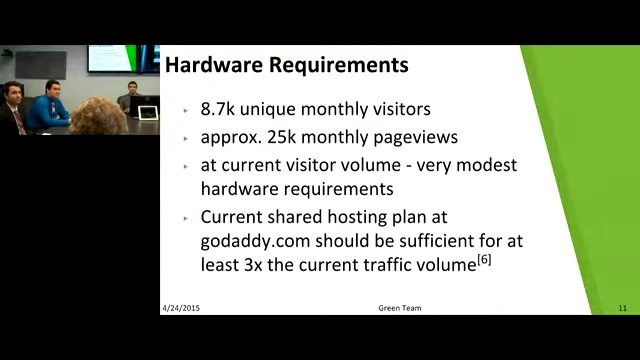 Hardware Requirements
8.7k unique monthly visitors
approx. 25k monthly pageviews
at current visitor volume - very modest
hardware requirements
Current shared hosting plan at
godaddy.com should be sufficient for at
least 3x the current traffic volume[6]
4/24/2015
Green Team
11